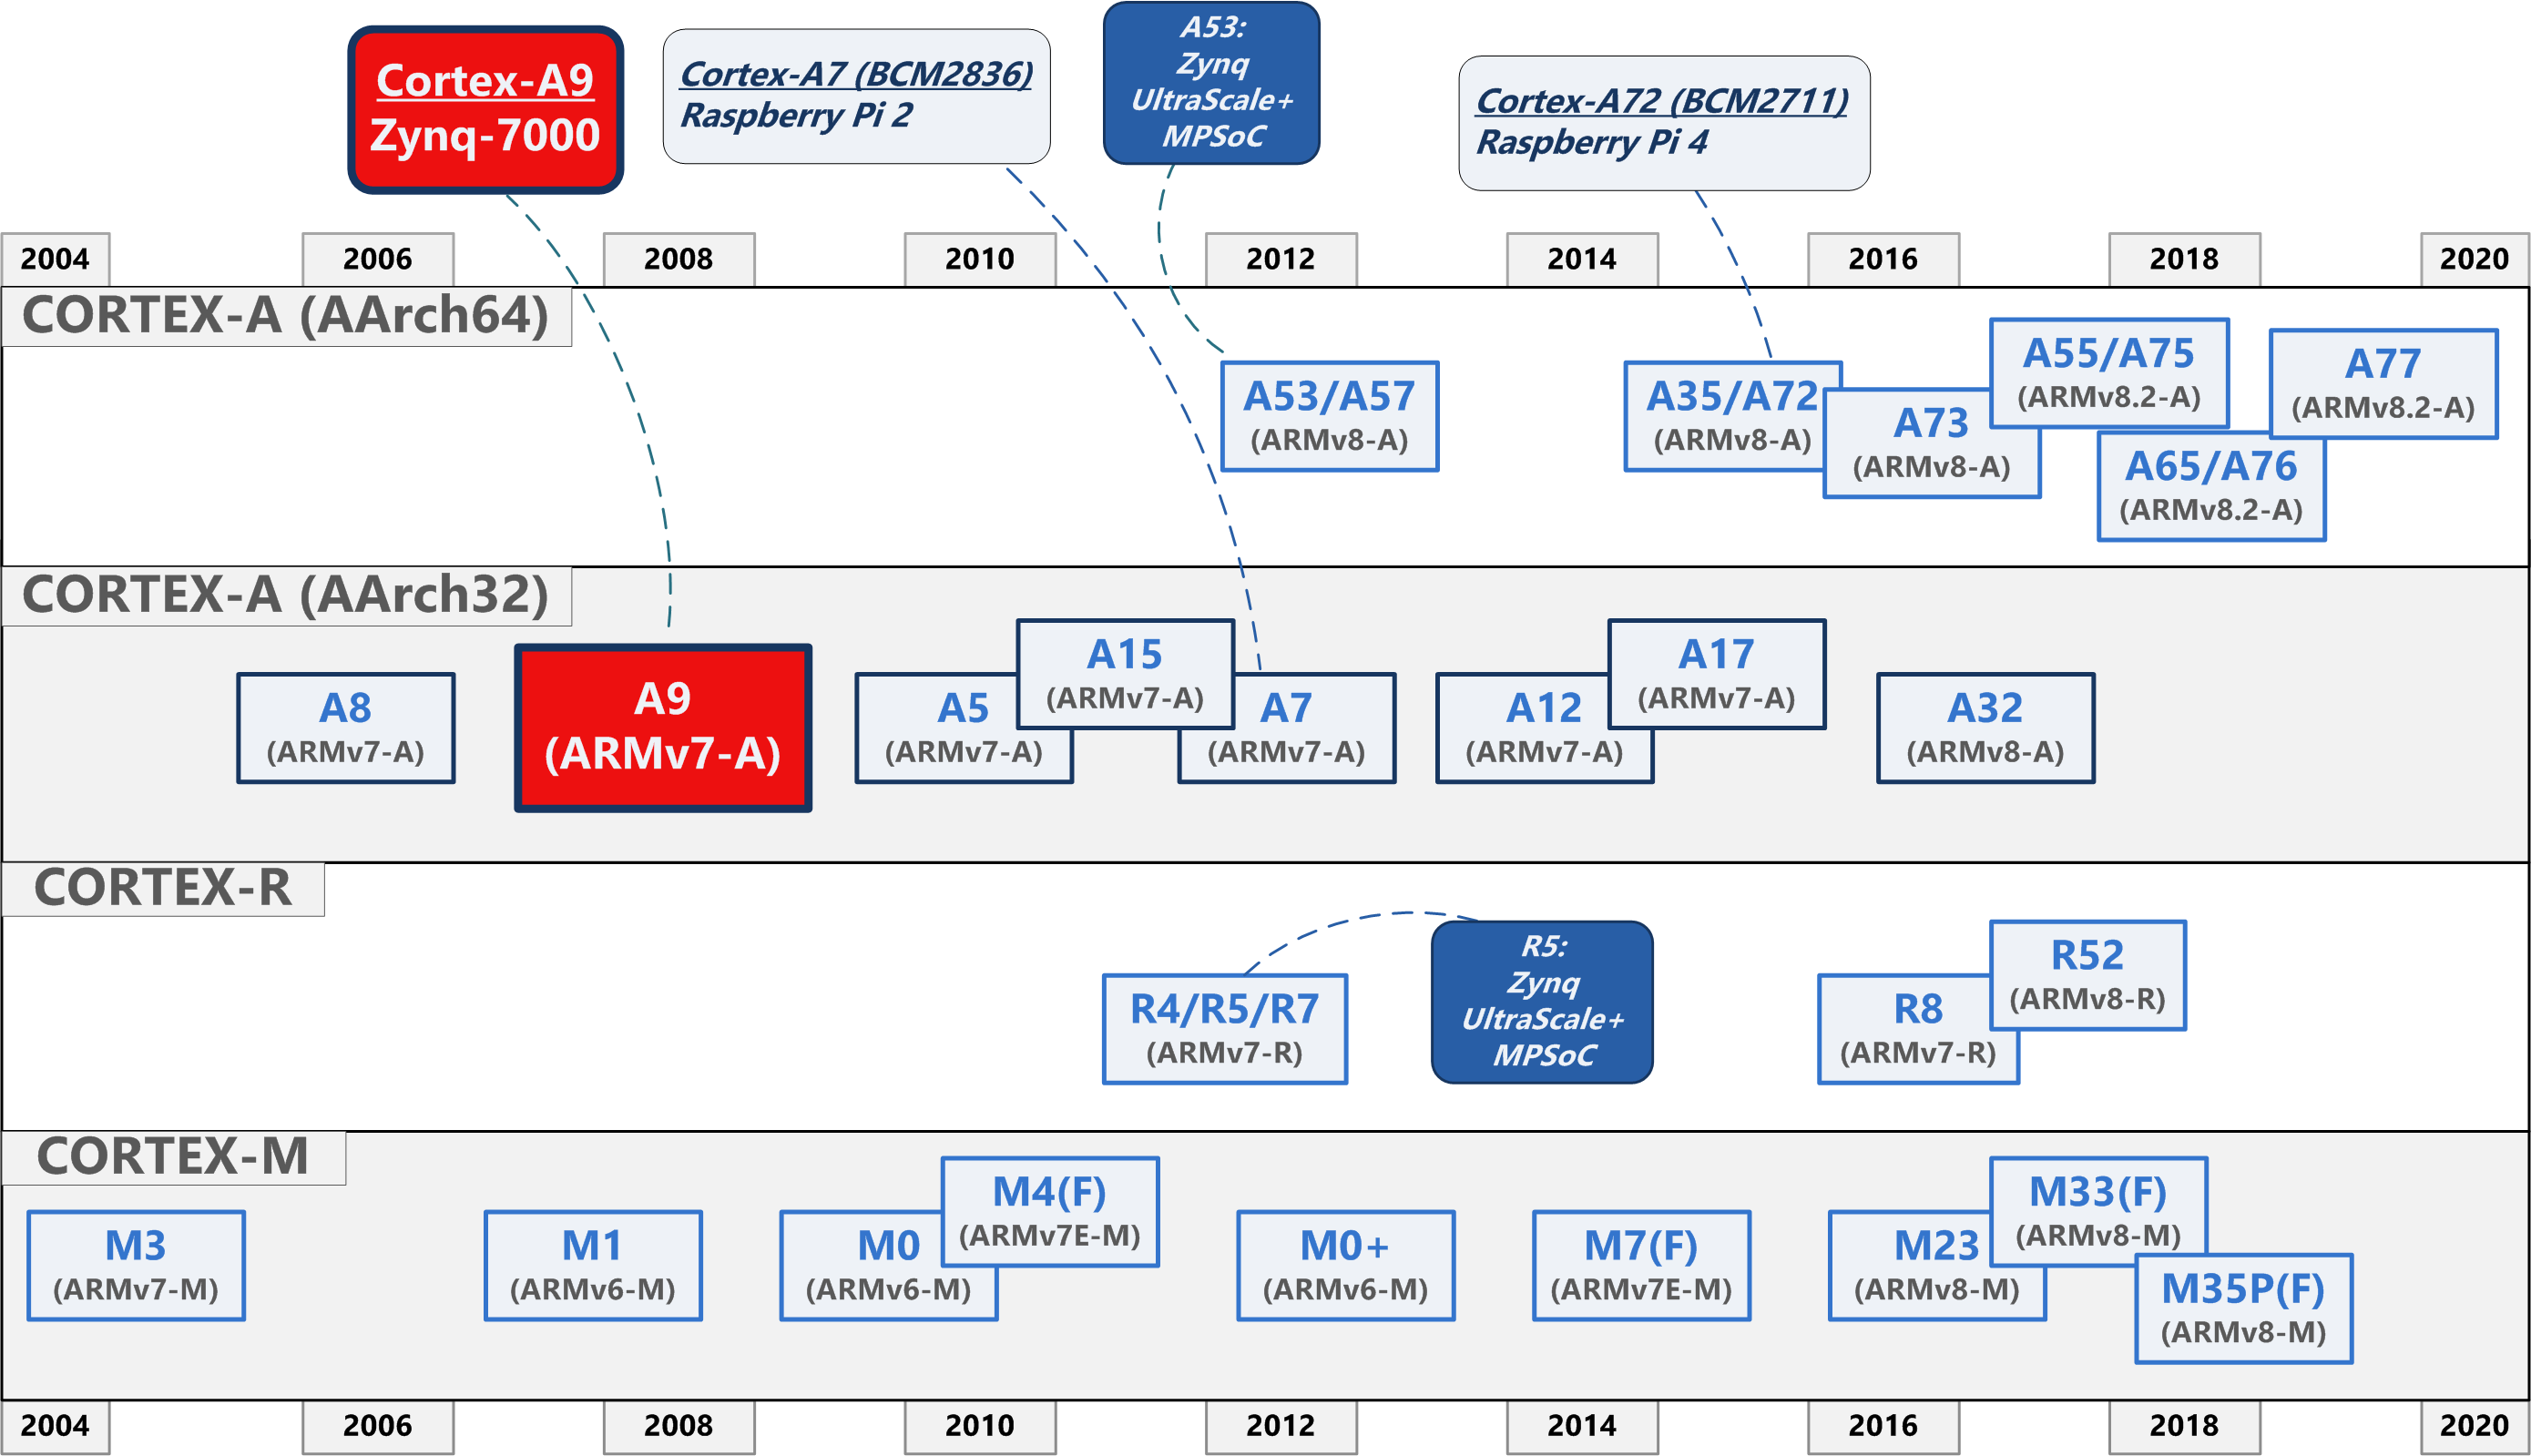 Cortex-A9
Zynq-7000
Cortex-A7 (BCM2836)
Raspberry Pi 2
A53:
Zynq
UltraScale+
MPSoC
Cortex-A72 (BCM2711)
Raspberry Pi 4
2004
2006
2008
2010
2012
2014
2016
2018
2020
CORTEX-A (AArch64)
A53/A57
(ARMv8-A)
A35/A72
(ARMv8-A)
A73
(ARMv8-A)
A55/A75
(ARMv8.2-A)
A65/A76
(ARMv8.2-A)
A77
(ARMv8.2-A)
CORTEX-A (AArch32)
A8
(ARMv7-A)
A9
(ARMv7-A)
A5
(ARMv7-A)
A15
(ARMv7-A)
A7
(ARMv7-A)
A12
(ARMv7-A)
A17
(ARMv7-A)
A32
(ARMv8-A)
CORTEX-R
R4/R5/R7
(ARMv7-R)
R5:
Zynq
UltraScale+
MPSoC
R8
(ARMv7-R)
R52
(ARMv8-R)
CORTEX-M
M3
(ARMv7-M)
M1
(ARMv6-M)
M0
(ARMv6-M)
M4(F)
(ARMv7E-M)
M0+
(ARMv6-M)
M7(F)
(ARMv7E-M)
M23
(ARMv8-M)
M33(F)
(ARMv8-M)
M35P(F)
(ARMv8-M)
2004
2006
2008
2010
2012
2014
2016
2018
2020